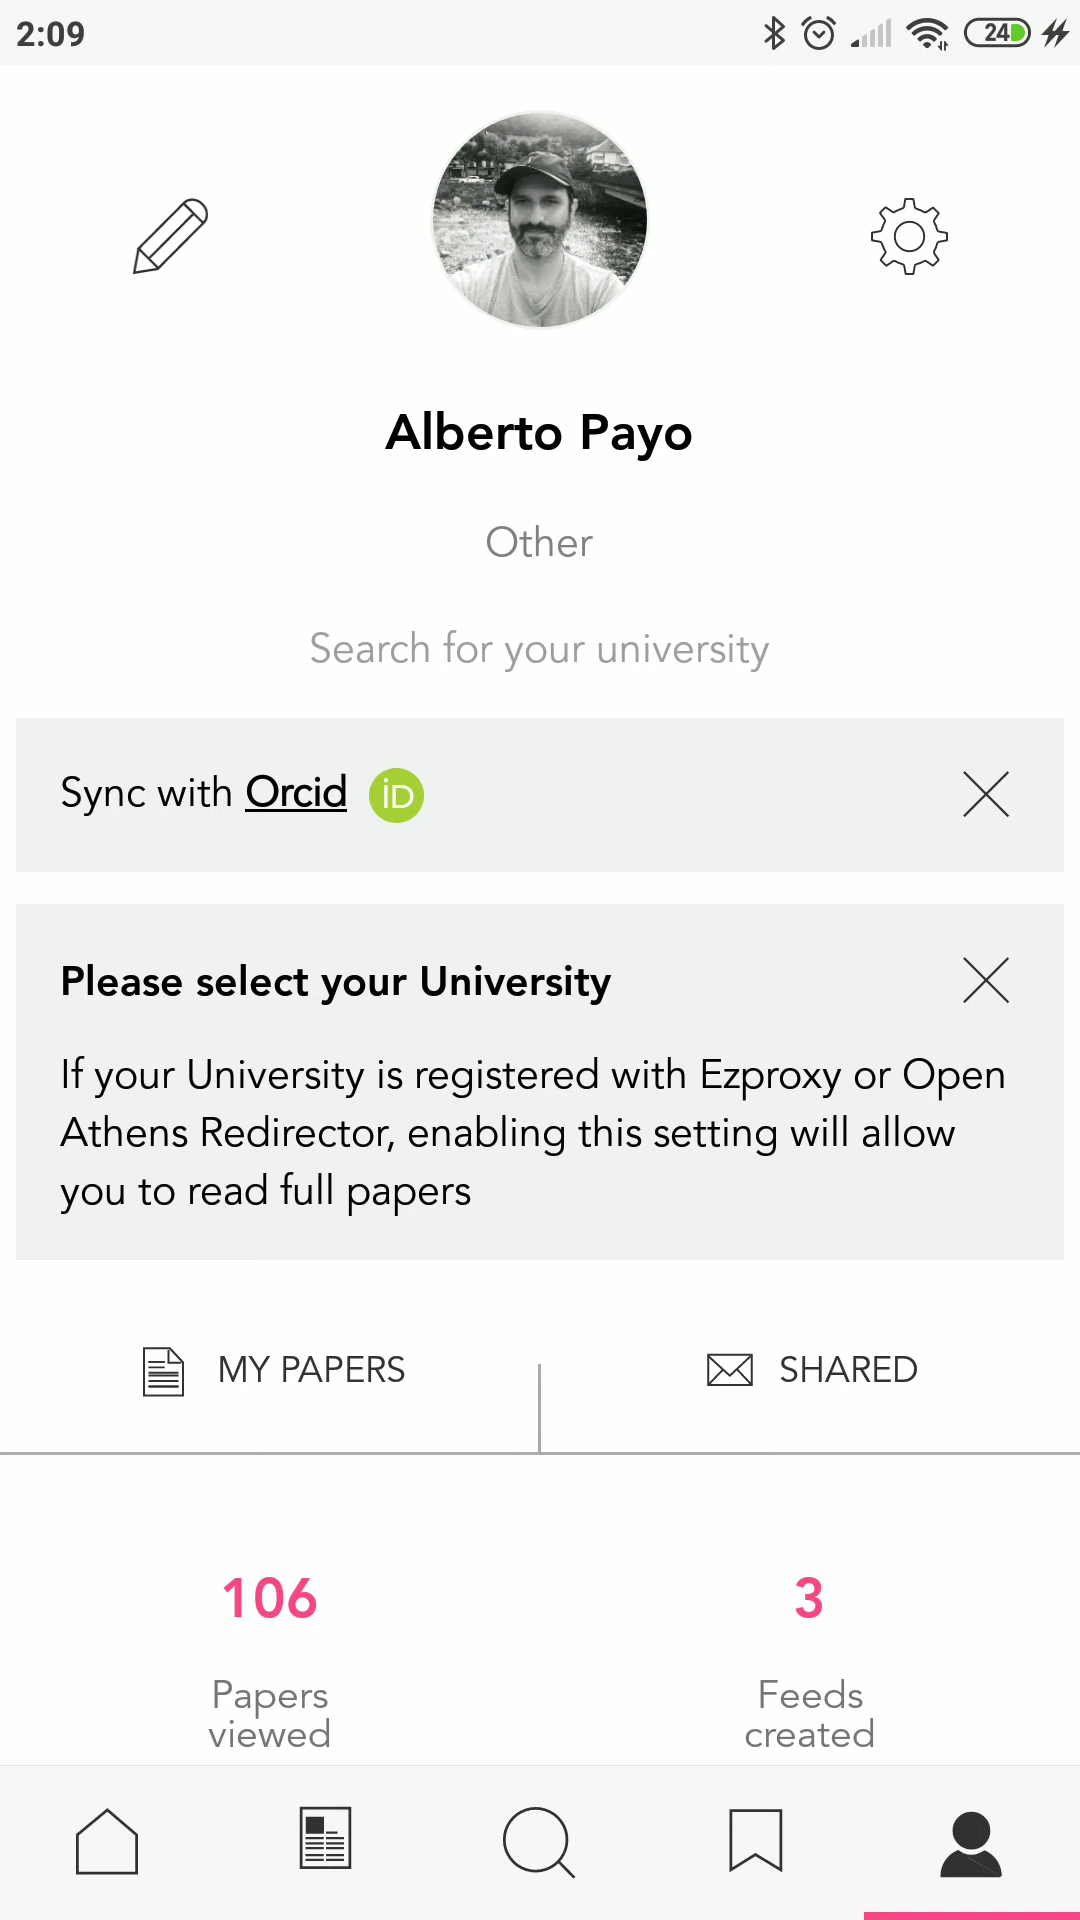 2:09
24
Alberto Payo
Other
Search for your university
Sync with Orcid iD
Please select your University
If your University is registered with Ezproxy or Open
Athens Redirector, enabling this setting will allow
you to read full papers
MY PAPERS
SHARED
106
3
Papers
viewed
Feeds
created